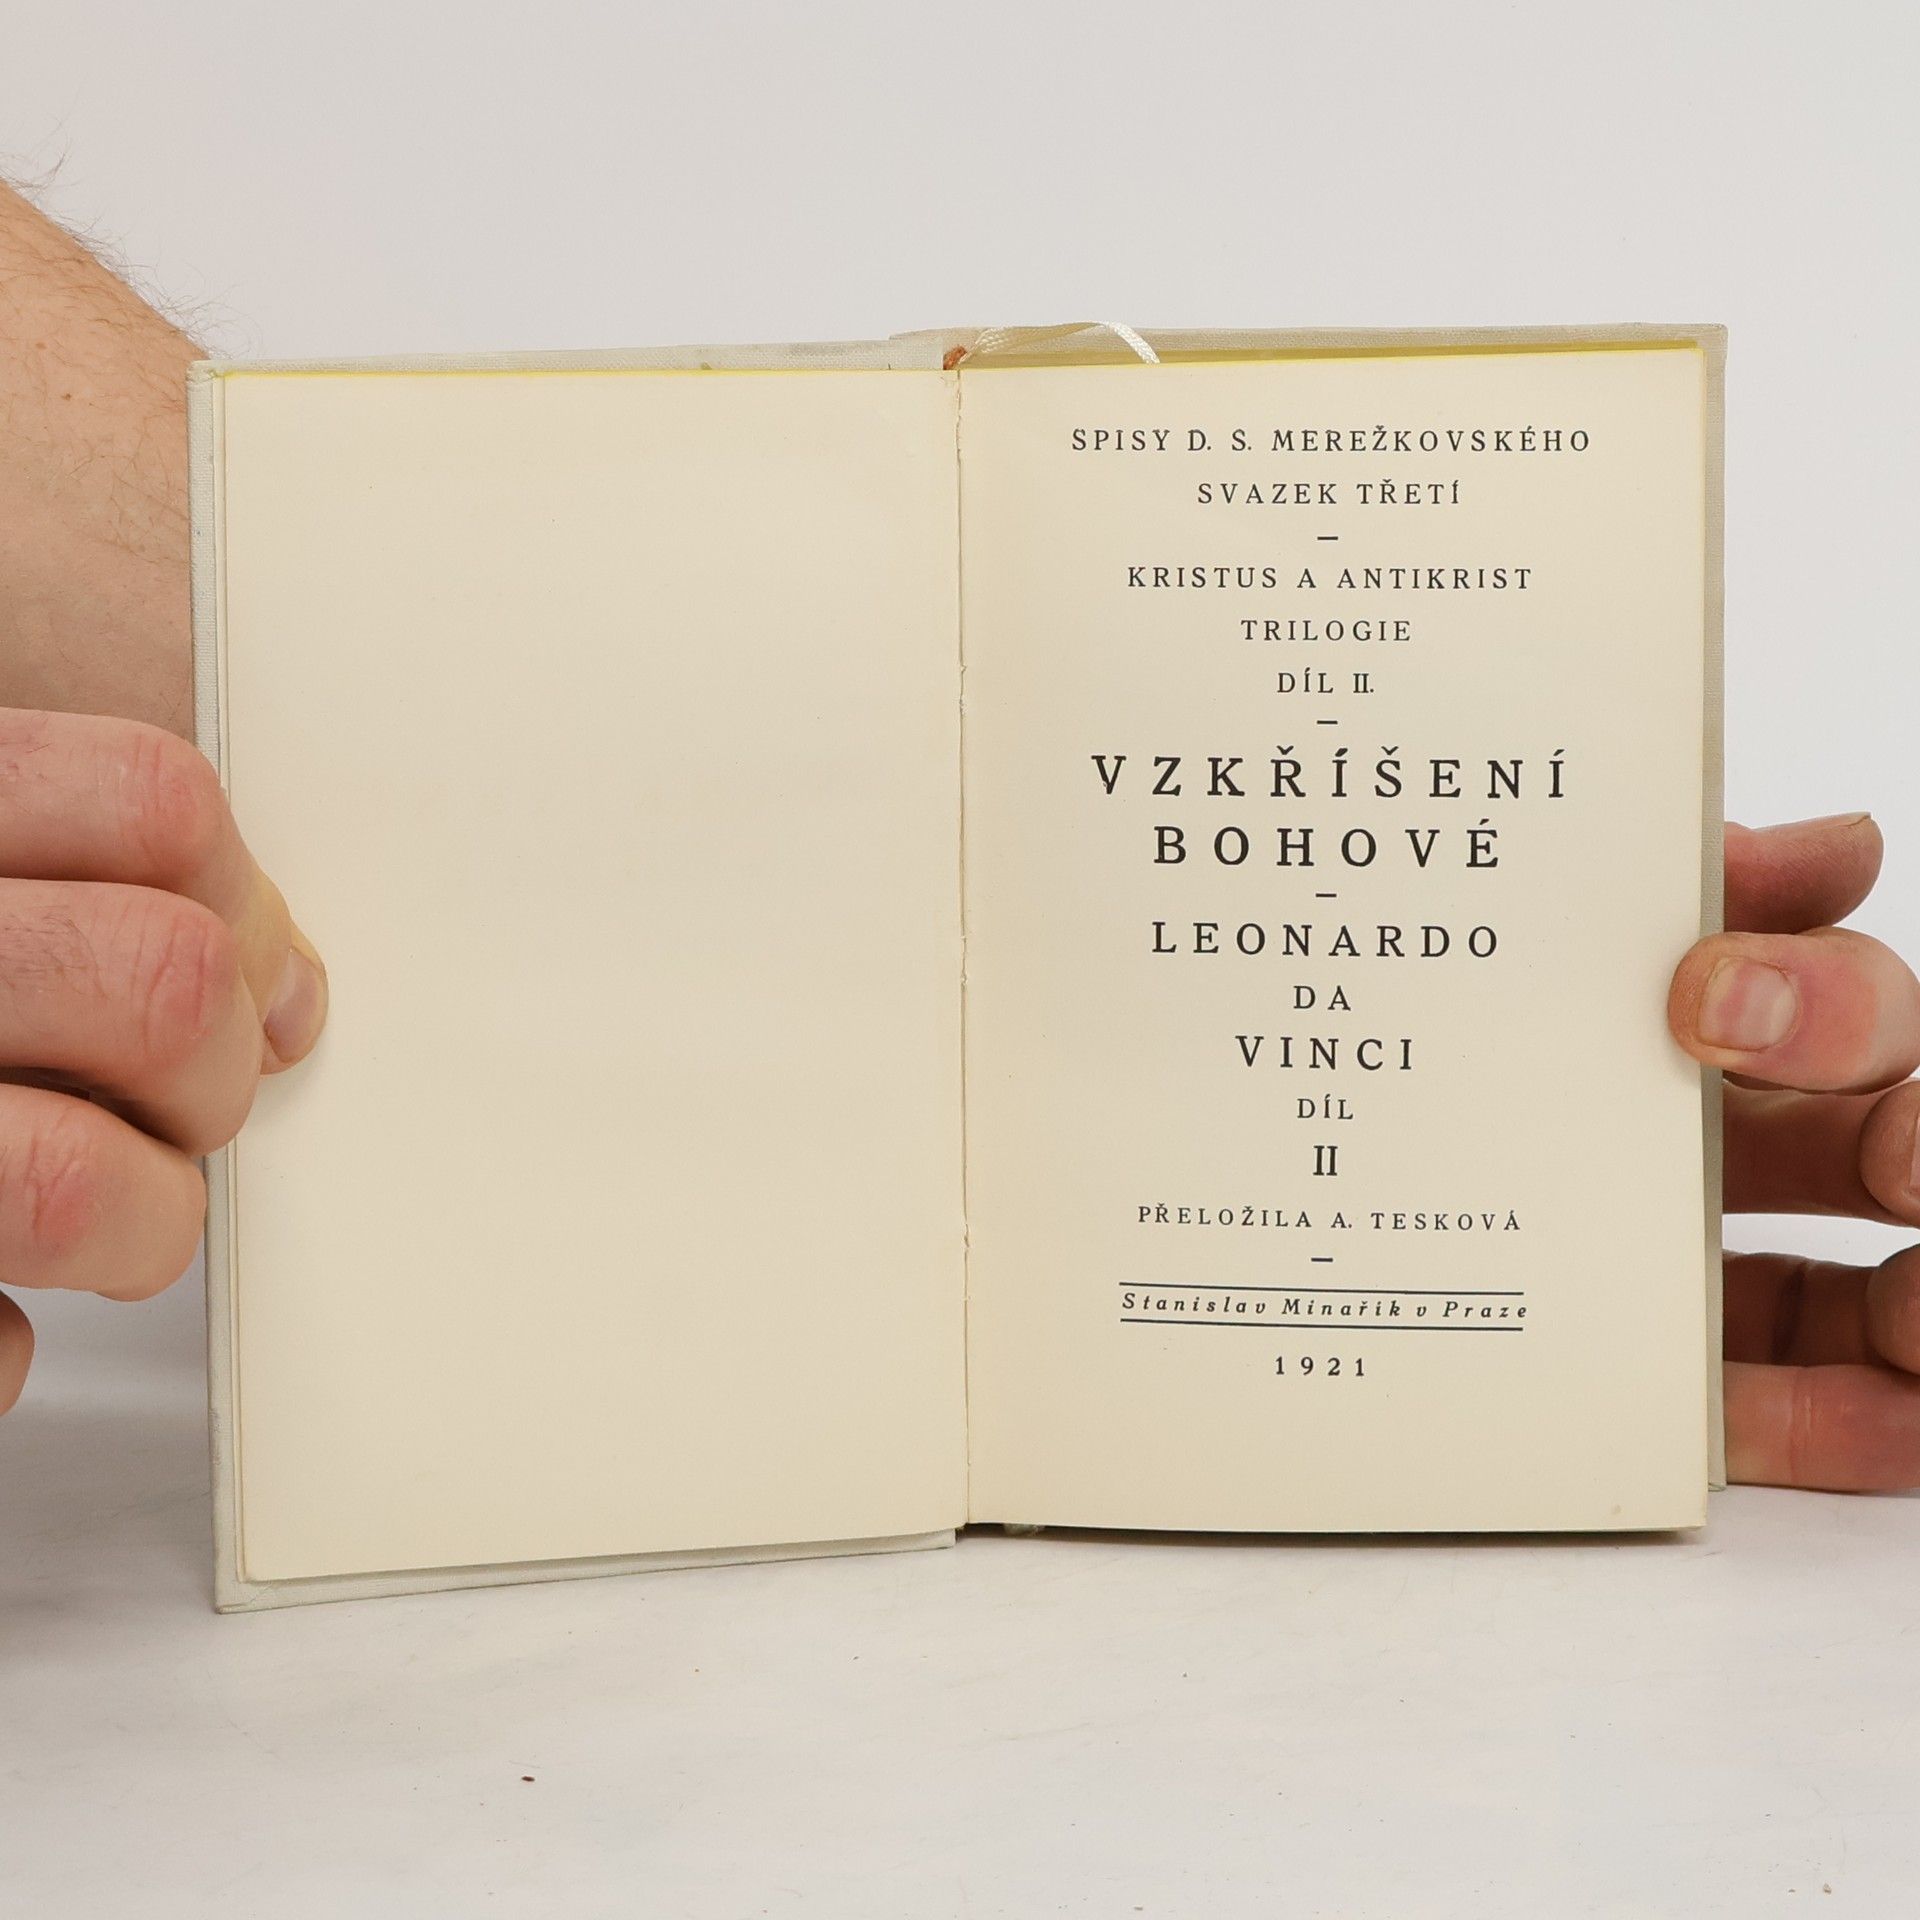 SPISY D. S. MEREŽKOVSKÉHO
SVAZEK TŘETÍ
—
KRISTUS A ANTIKRIST
TRILOGIE
DÍL II.
—
VZKŘÍŠENÍ
BOHOVÉ
—
LEONARDO
DA
VINCI
DÍL
II
PŘELOŽILA A. TESKOVÁ
—
Stanislav Minařík v Praze
1921